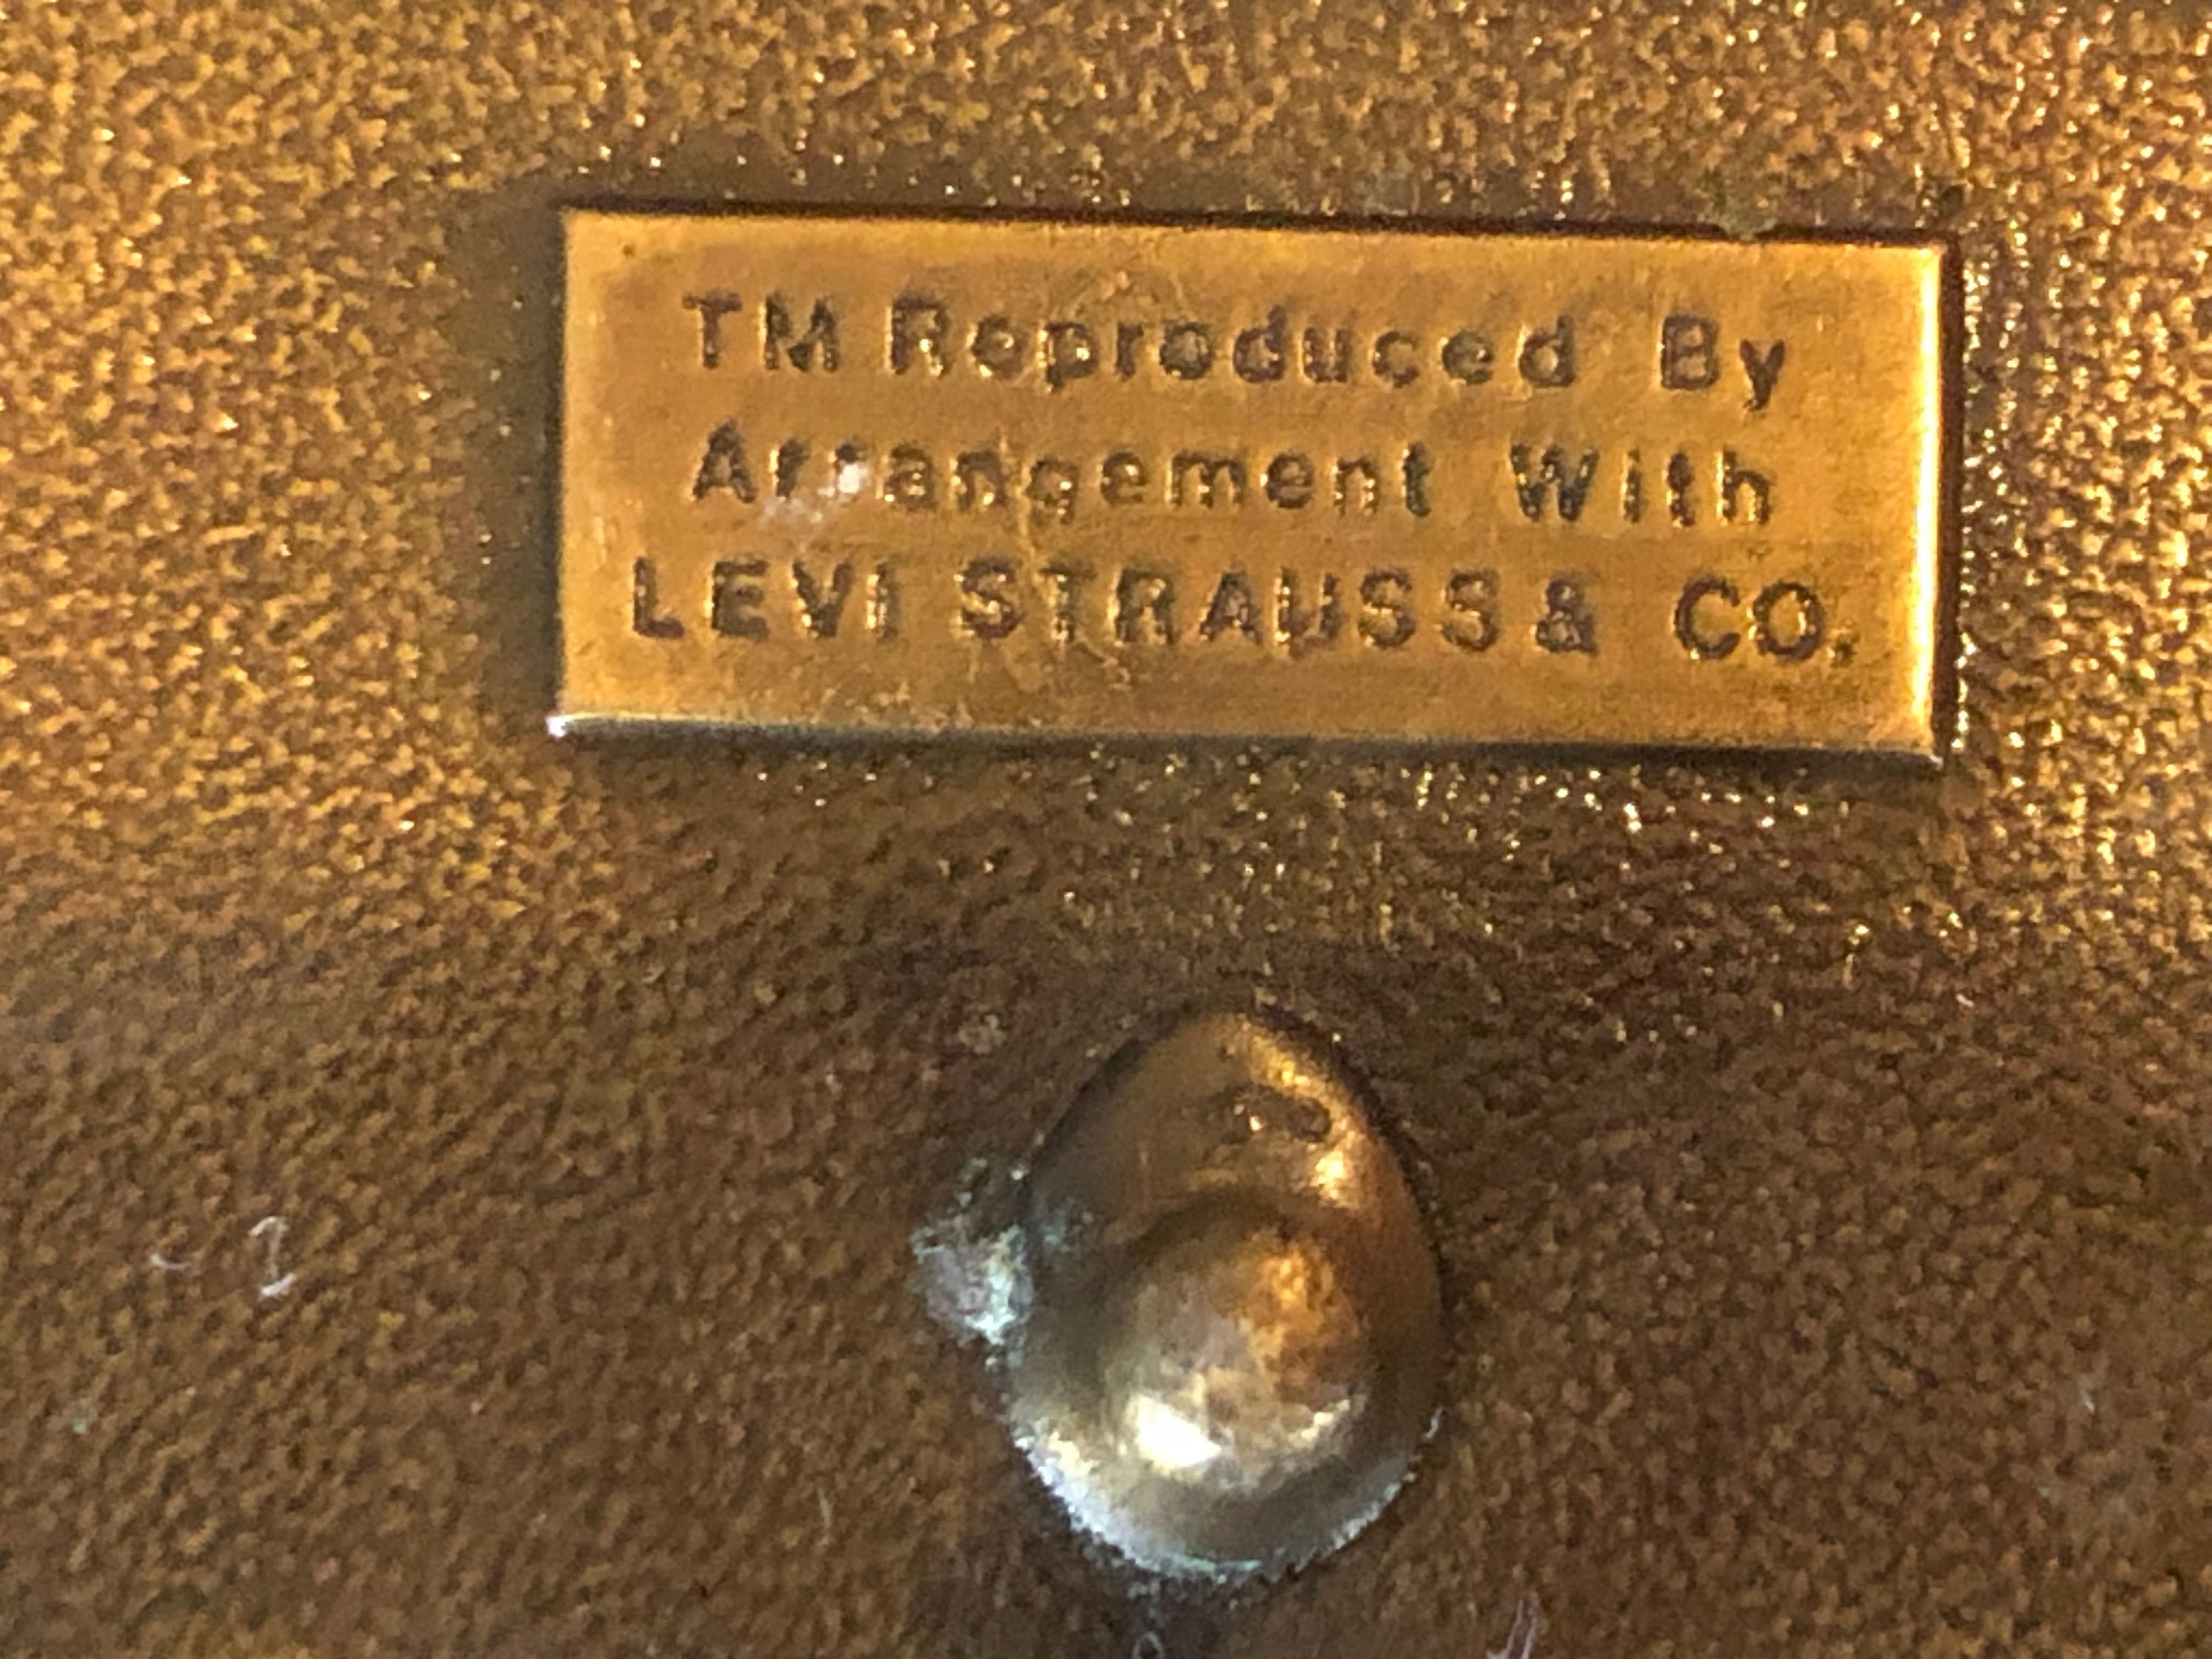 TM Reproduced By
Arrangement With
LEVI STRAUSS & CO.